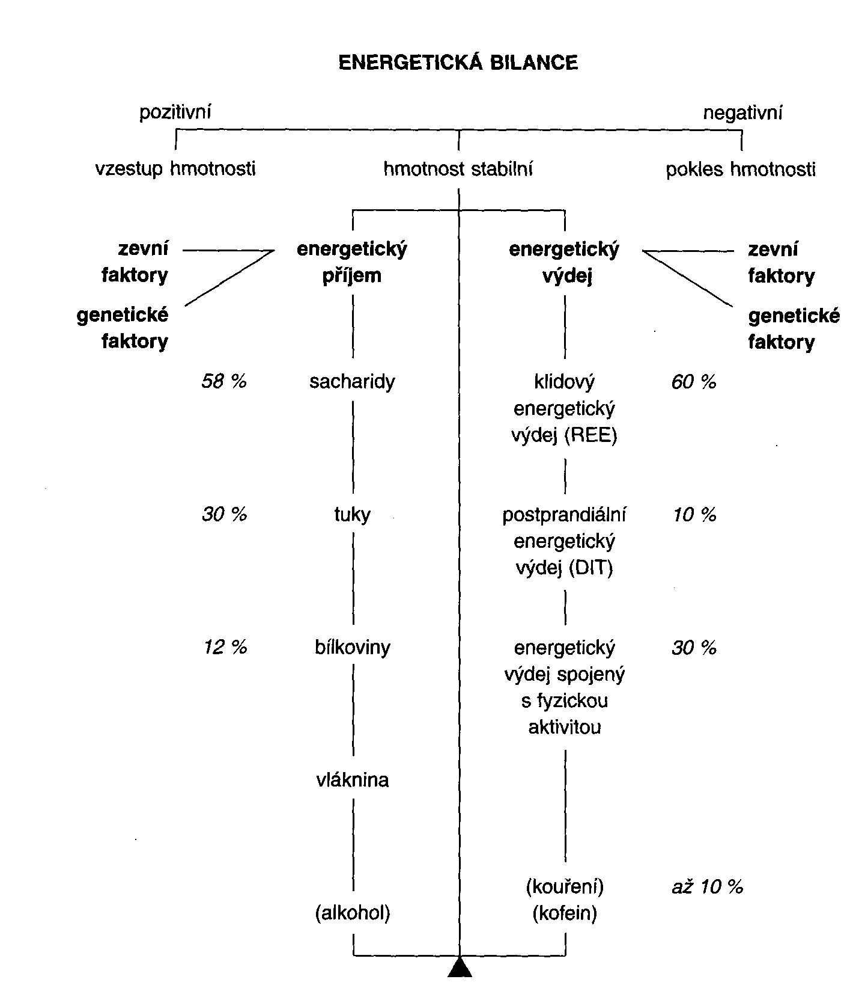 ENERGETICKÁ BILANCE
pozitivní
negativní
vzestup hmotnosti
hmotnost stabilní
pokles hmotnosti
zevní
faktory
genetické
faktory
energetický
příjem
energetický
výdej
zevní
faktory
genetické
faktory
58 %
sacharidy
klidový
energetický
výdej (REE)
60 %
30 %
tuky
postprandiální
energetický
výdej (DIT)
10 %
12 %
bílkoviny
energetický
výdej spojený
s fyzickou
aktivitou
30 %
vláknina
(alkohol)
(kouření)
(kofein)
až 10 %